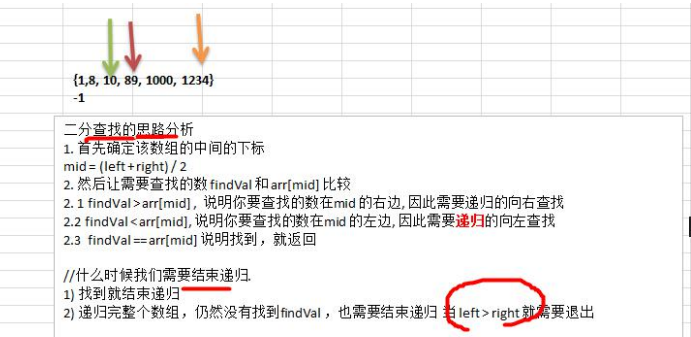 {1,8, 10, 89, 1000, 1234}
-1
二分查找的思路分析
1. 首先确定该数组的中间的下标
mid = (left + right) / 2
2. 然后让需要查找的数 findVal 和 arr[mid] 比较
2. 1 findVal > arr[mid] ,  说明你要查找的数在mid 的右边, 因此需要递归的向右查找
2.2 findVal < arr[mid], 说明你要查找的数在mid 的左边, 因此需要递归的向左查找
2.3  findVal == arr[mid] 说明找到，就返回
//什么时候我们需要结束递归.
1) 找到就结束递归
2) 递归完整个数组，仍然没有找到findVal ，也需要结束递归 当 left > right 就需要退出